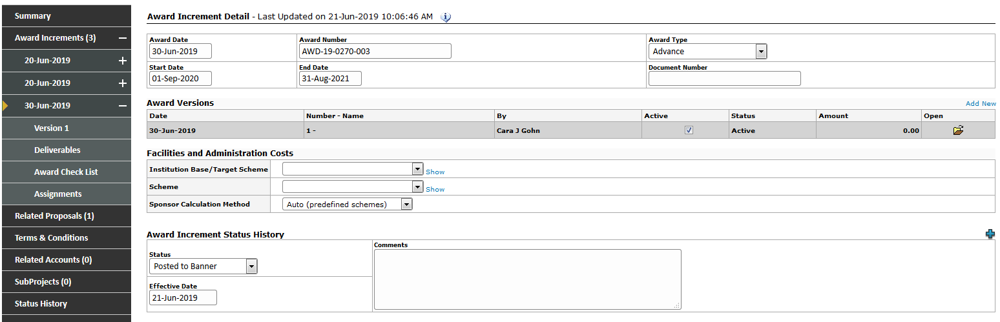 Summary
Award Increments (3)
20-Jun-2019
20-Jun-2019
30-Jun-2019
Version 1
Deliverables
Award Check List
Assignments
Related Proposals (1)
Terms & Conditions
Related Accounts (0)
SubProjects (0)
Status History
Award Increment Detail - Last Updated on 21-Jun-2019 10:06:46 AM
Award Date Award Number Award Type
30-Jun-2019 AWD-19-0270-003 Advance
Start Date End Date Document Number
01-Sep-2020 31-Aug-2021
Award Versions Add New
Date Number - Name By Active Status Amount Open
30-Jun-2019 1 - Cara J Gohn Active 0.00
Facilities and Administration Costs
Institution Base/Target Scheme Show
Scheme Show
Sponsor Calculation Method Auto (predefined schemes)
Award Increment Status History
Status Comments
Posted to Banner
Effective Date
21-Jun-2019